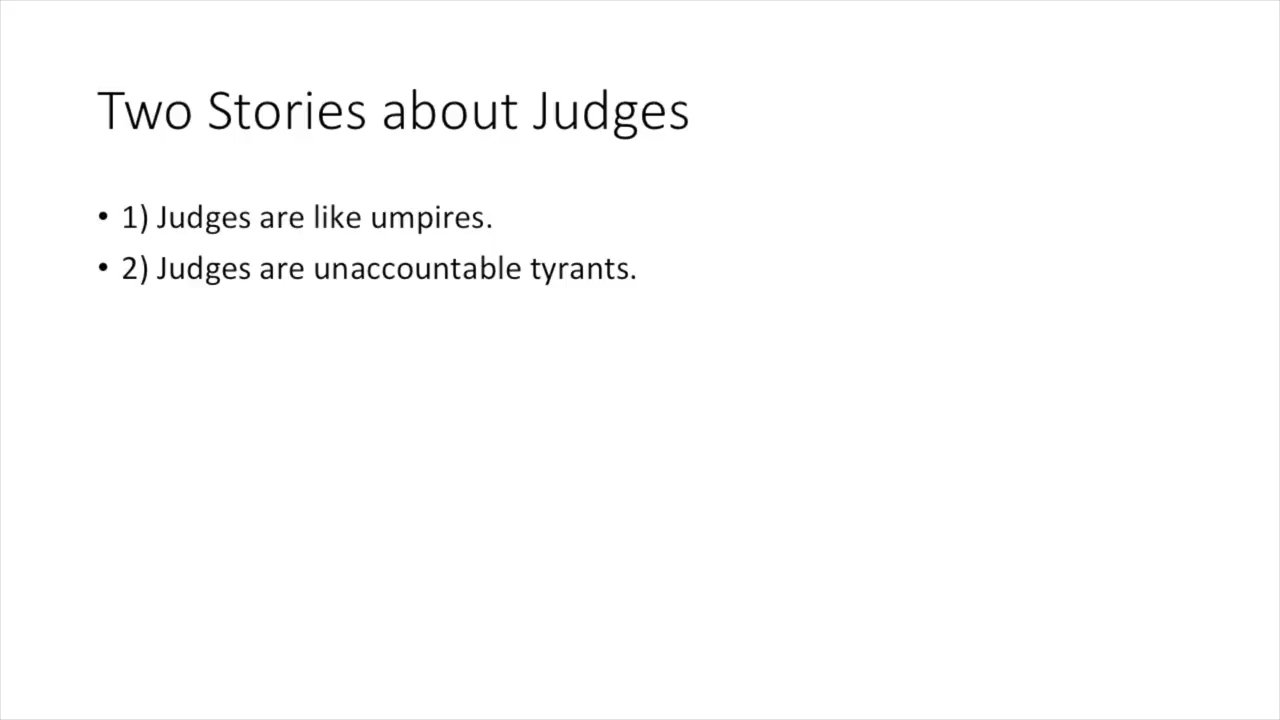 Two Stories about Judges
• 1) Judges are like umpires.
• 2) Judges are unaccountable tyrants.